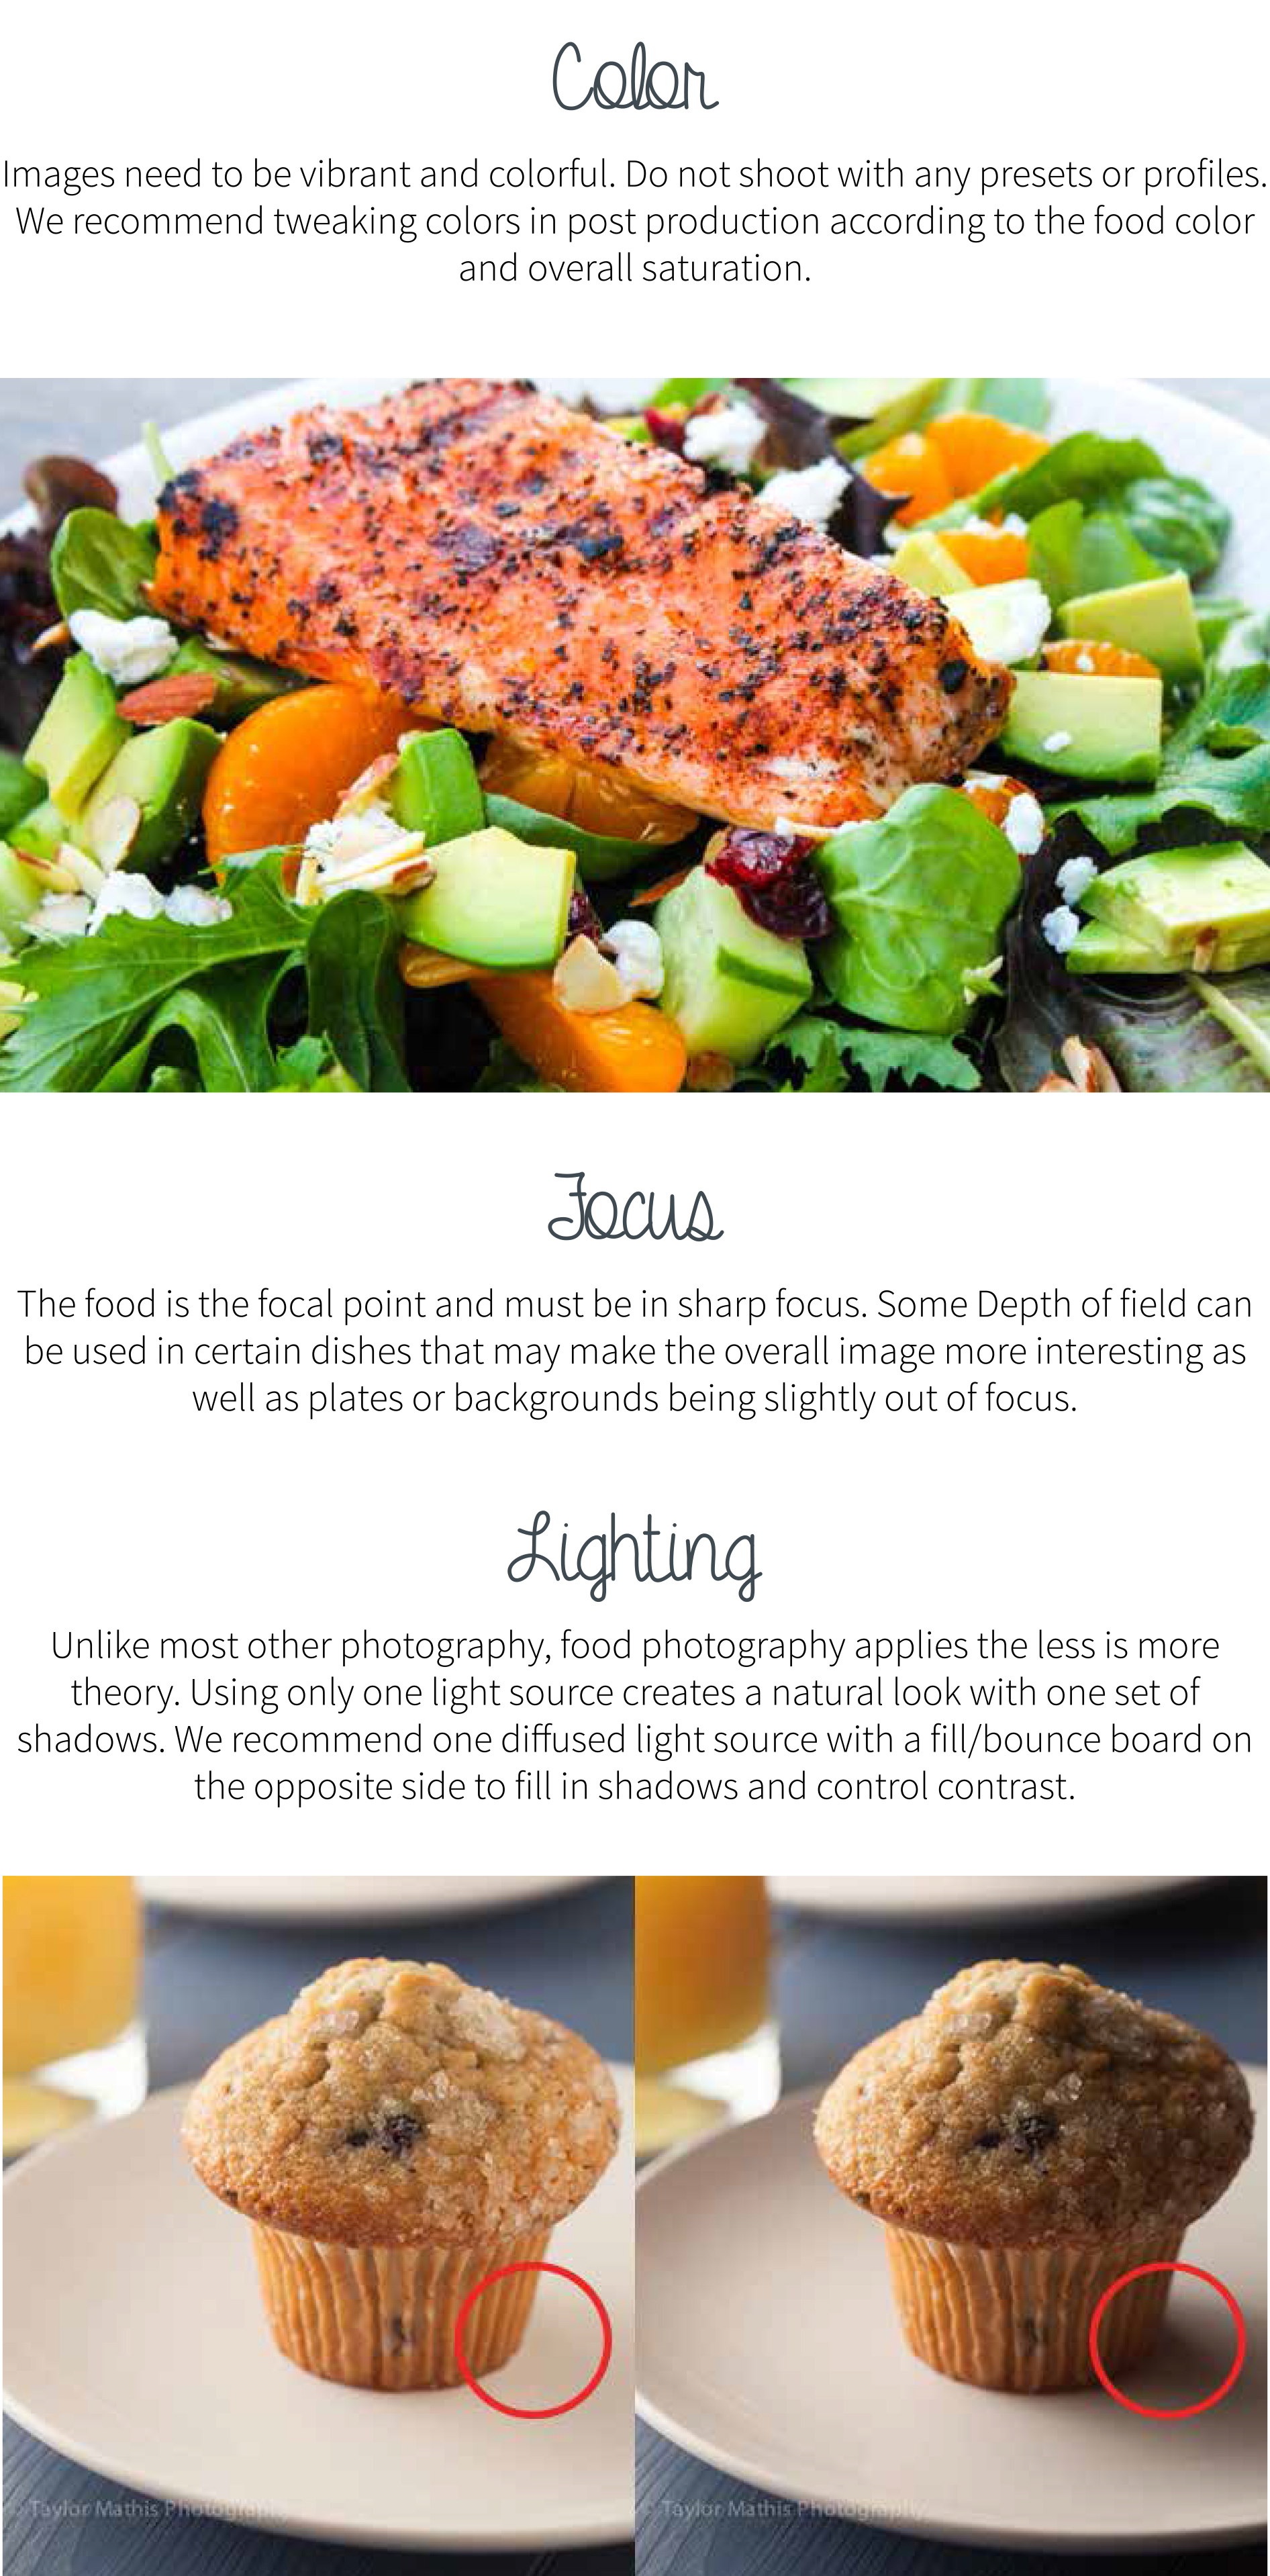 Color
Images need to be vibrant and colorful. Do not shoot with any presets or profiles.
We recommend tweaking colors in post production according to the food color
and overall saturation.
Focus
The food is the focal point and must be in sharp focus. Some Depth of field can
be used in certain dishes that may make the overall image more interesting as
well as plates or backgrounds being slightly out of focus.
Lighting
Unlike most other photography, food photography applies the less is more
theory. Using only one light source creates a natural look with one set of
shadows. We recommend one diffused light source with a fill/bounce board on
the opposite side to fill in shadows and control contrast.
© Taylor Mathis Photography
© Taylor Mathis Photography